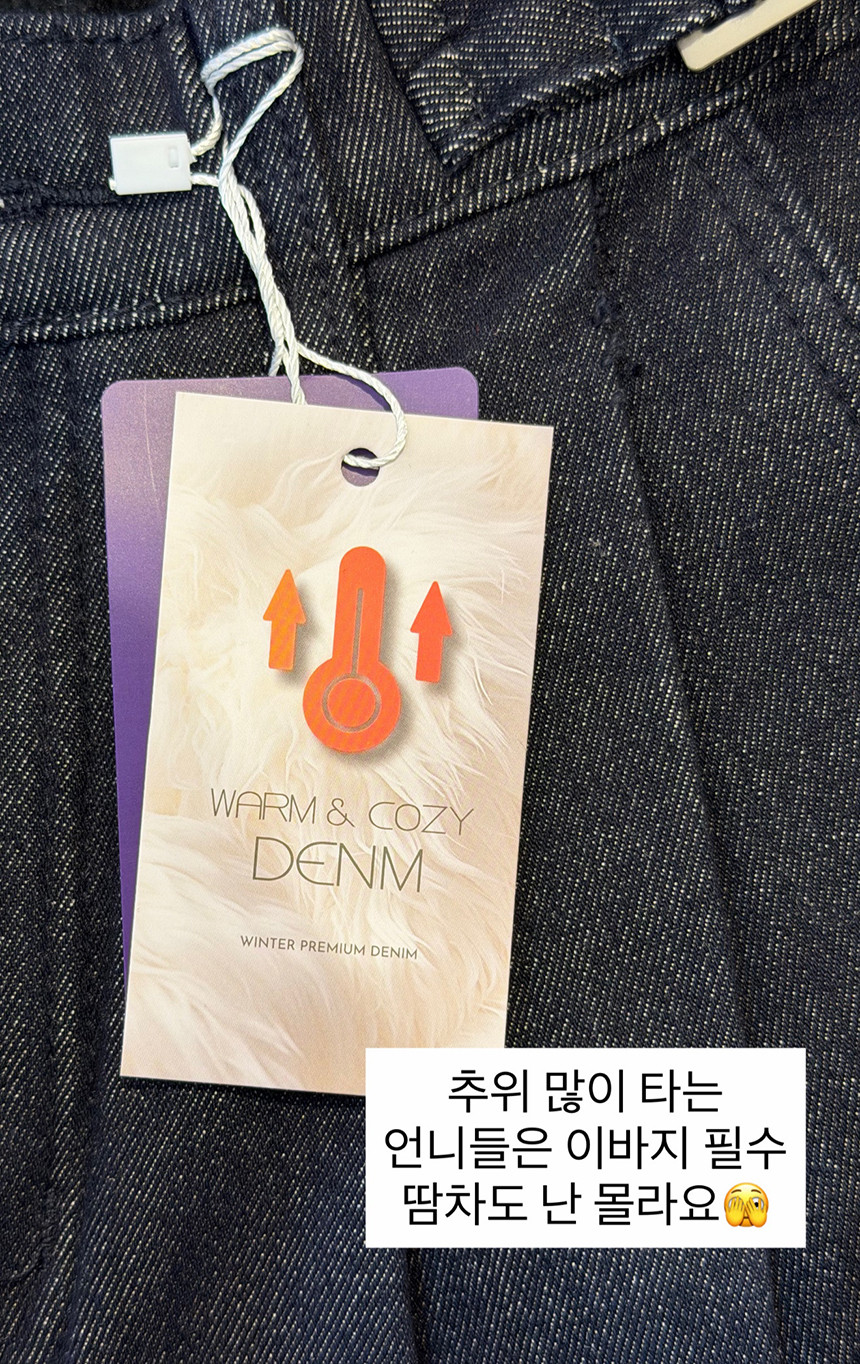 WARM & COZY
DENM
WINTER PREMIUM DENIM
추위 많이 타는
언니들은 이바지 필수
땀차도 난 몰라요🫣